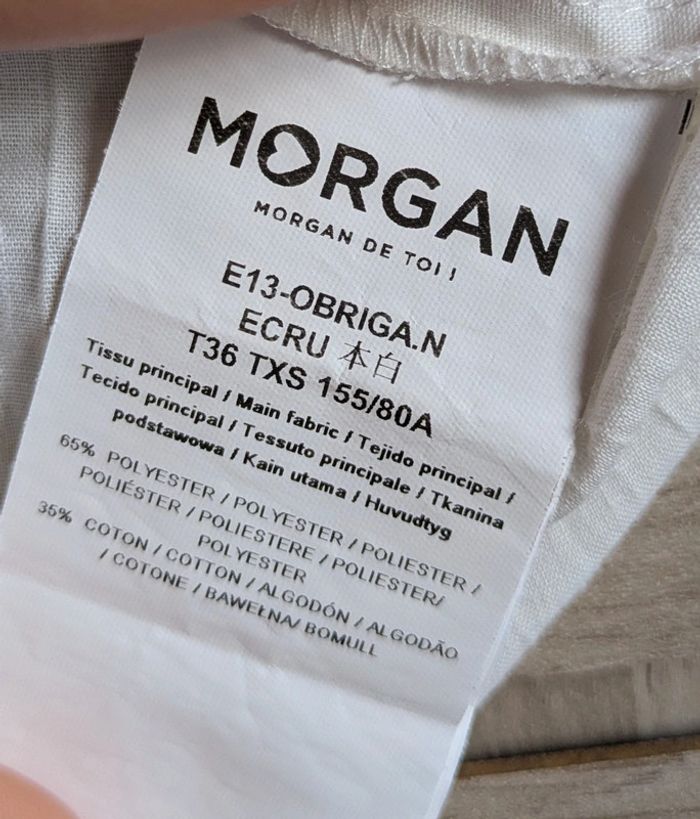 MORGAN
MORGAN DE TOI !
E13-OBRIGA.N
ECRU 本白
T36 TXS 155/80A
Tissu principal / Main fabric / Tejido principal /
Tecido principal / Tessuto principale / Tkanina
podstawowa / Kain utama / Huvudtyg
65% POLYESTER / POLYESTER / POLIESTER /
POLIÉSTER / POLIESTERE / POLIESTER/
POLYESTER
35% COTON / COTTON / ALGODÓN / ALGODÃO
/ COTONE / BAWEŁNA/ BOMULL